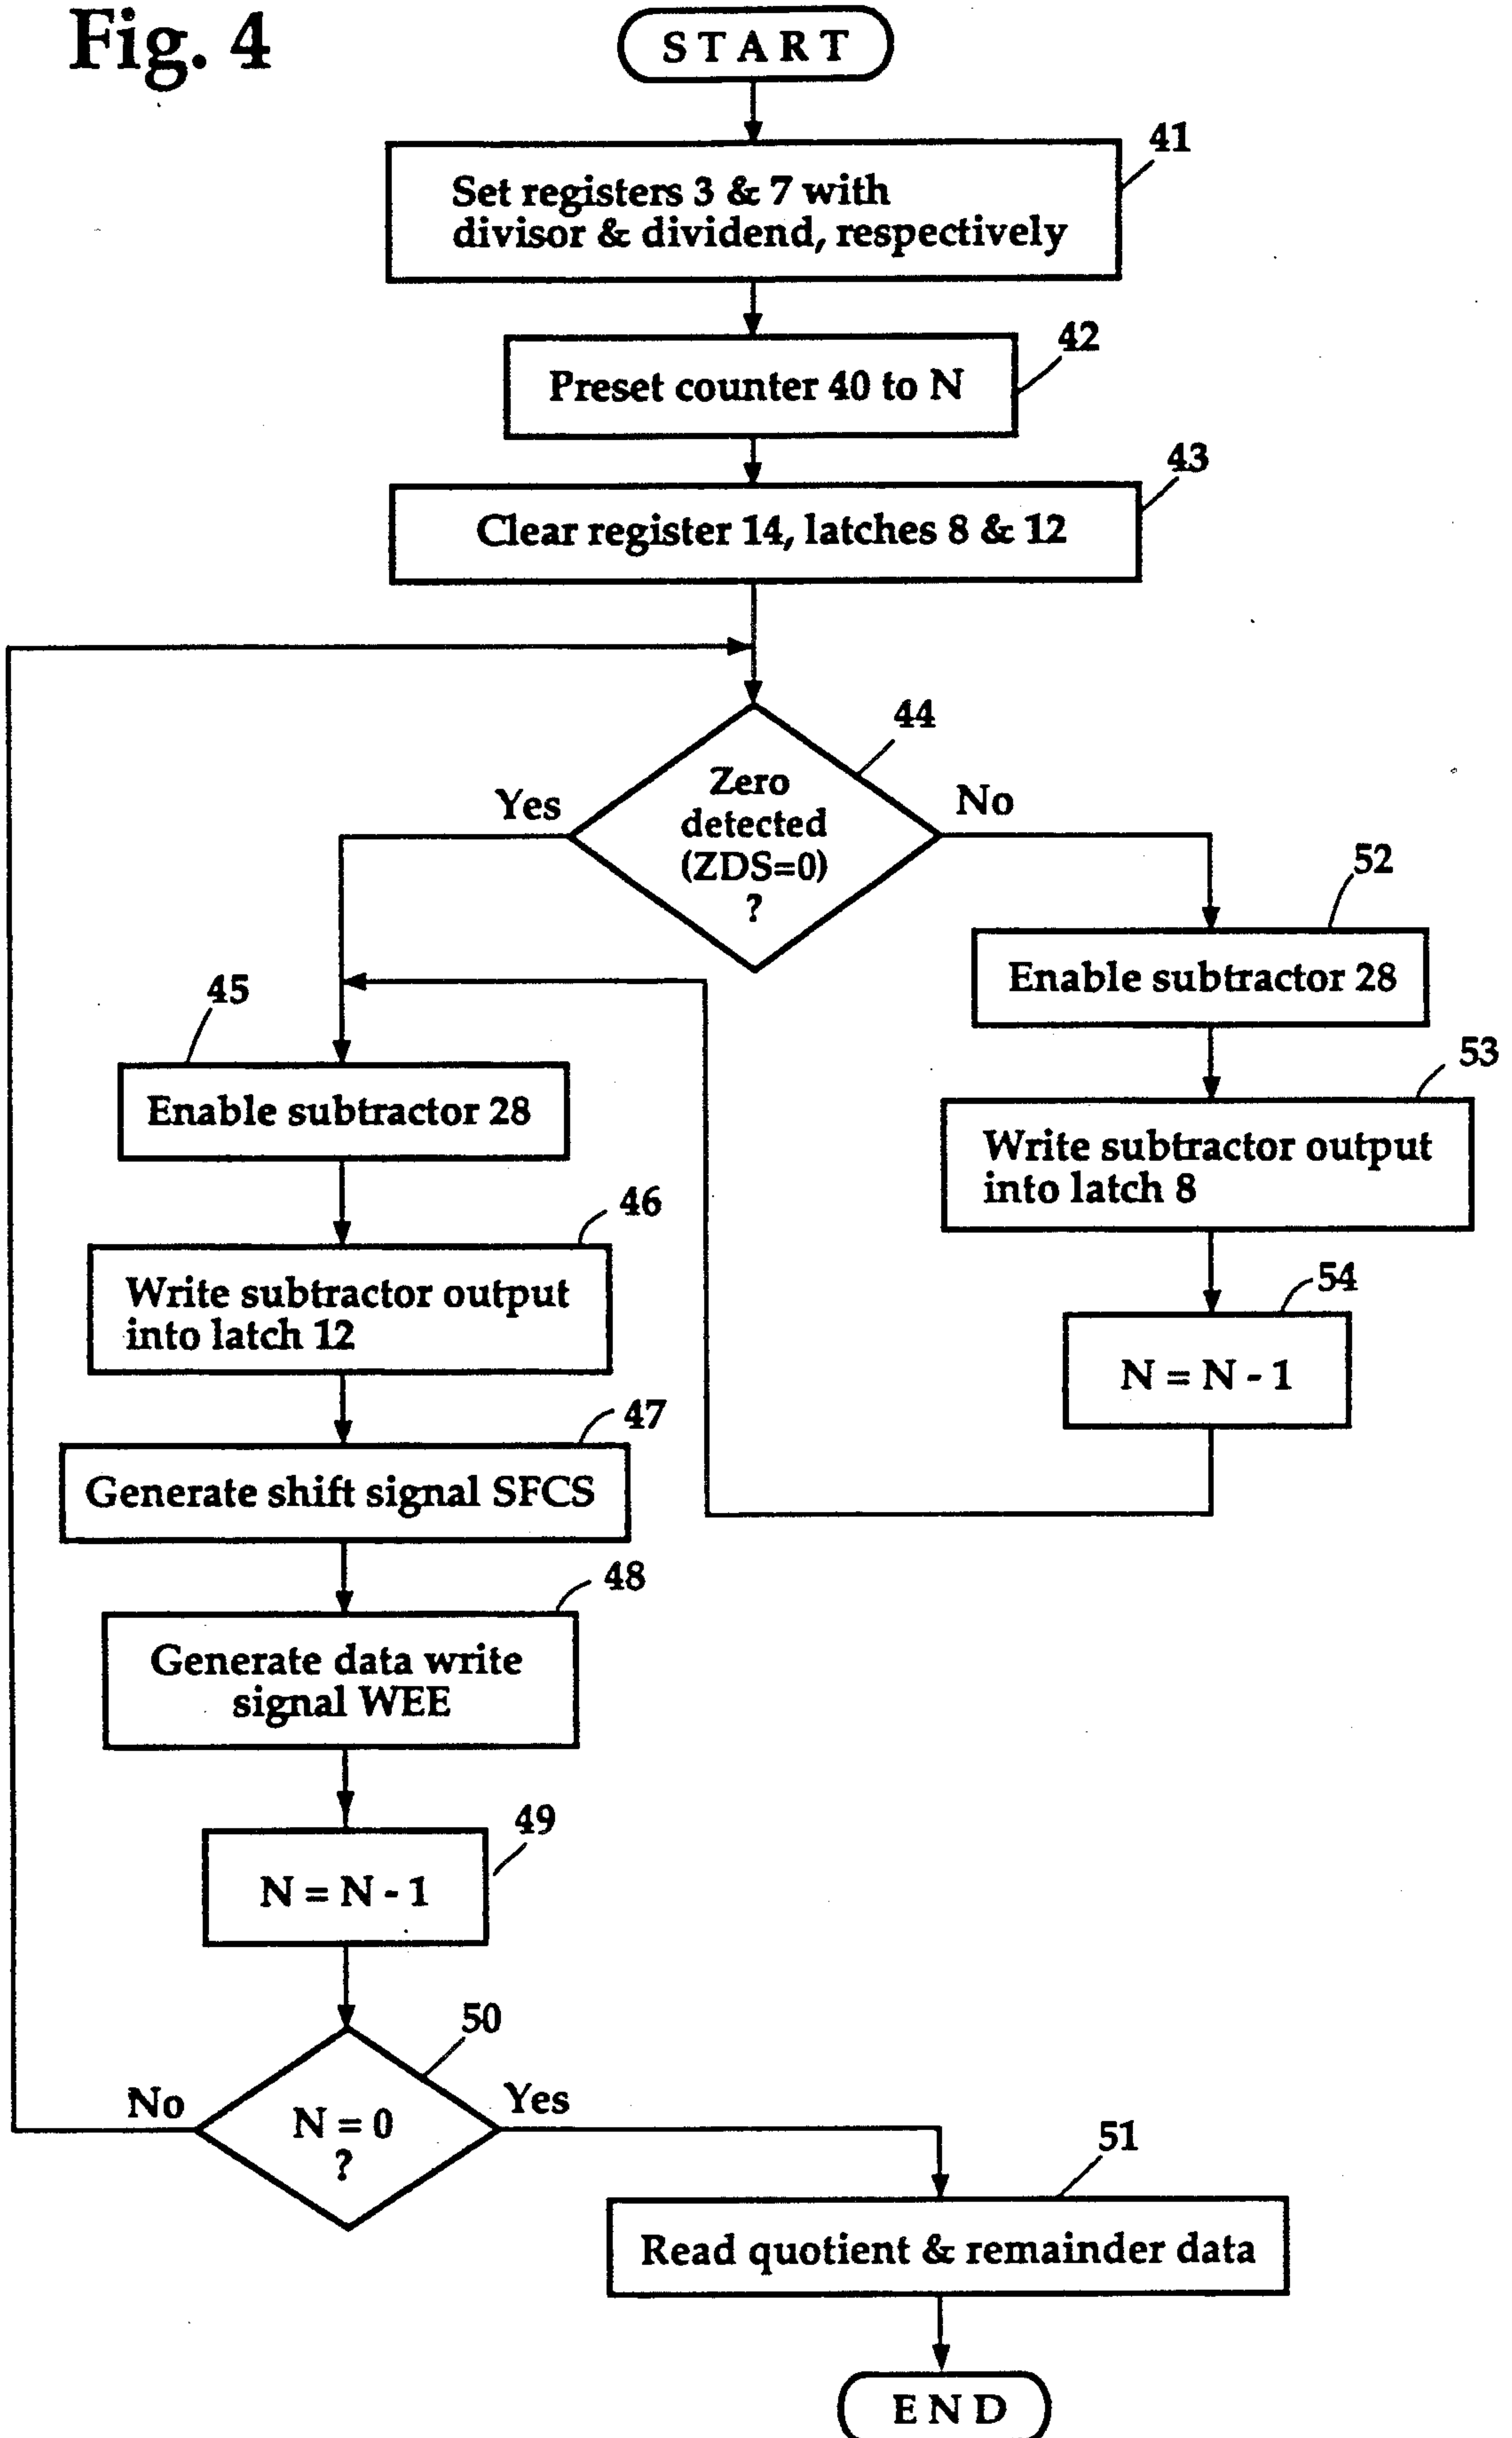 Fig. 4
START
41
Set registers 3 & 7 with
divisor & dividend, respectively
42
Preset counter 40 to N
43
Clear register 14, latches 8 & 12
44
Zero
detected
(ZDS=0)
?
Yes
No
52
Enable subtractor 28
53
Write subtractor output
into latch 8
54
N = N - 1
45
Enable subtractor 28
46
Write subtractor output
into latch 12
47
Generate shift signal SFCS
48
Generate data write
signal WEE
49
N = N - 1
50
N = 0
?
No
Yes
51
Read quotient & remainder data
END